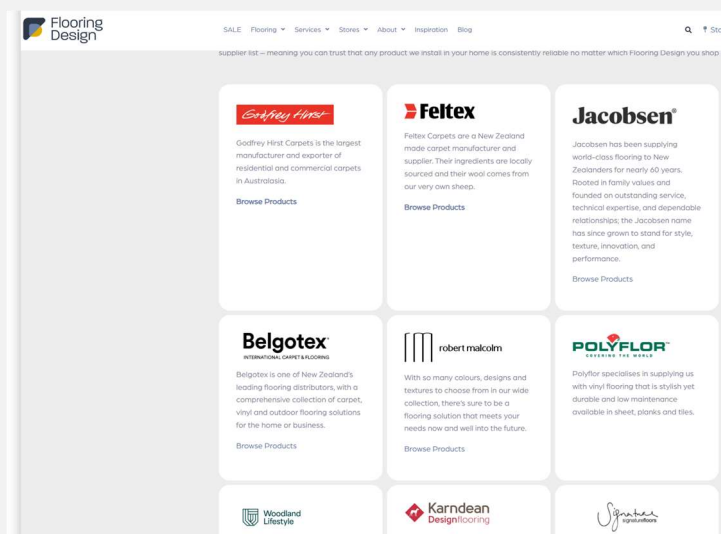 Flooring
Design
SALE Flooring Services Stores About Inspiration Blog
supplier list – meaning you can trust that any product we install in your home is consistently reliable no matter which Flooring Design you shop
Godfrey Hirst
Godfrey Hirst Carpets is the largest
manufacturer and exporter of
residential and commercial carpets
in Australasia.
Browse Products
Feltex
Feltex Carpets are a New Zealand
made carpet manufacturer and
supplier. Their ingredients are locally
sourced and their wool comes from
our very own sheep.
Browse Products
Jacobsen®
Jacobsen has been supplying
world-class flooring to New
Zealanders for nearly 60 years.
Rooted in family values and
founded on outstanding service,
technical expertise, and dependable
relationships; the Jacobsen name
has since grown to stand for style,
texture, innovation, and
performance.
Browse Products
Belgotex
INTERNATIONAL CARPET & FLOORING
Belgotex is one of New Zealand's
leading flooring distributors, with a
comprehensive collection of carpet,
vinyl and outdoor flooring solutions
for the home or business.
Browse Products
robert malcolm
With so many colours, designs and
textures to choose from in our wide
collection, there's sure to be a
flooring solution that meets your
needs now and well into the future.
Browse Products
POLYFLOR™
COVERING THE WORLD
Polyflor specialises in supplying us
with vinyl flooring that is stylish yet
durable and low maintenance
available in sheet, planks and tiles.
Woodland
Lifestyle
Karndean
Designflooring
Signature
signaturefloors